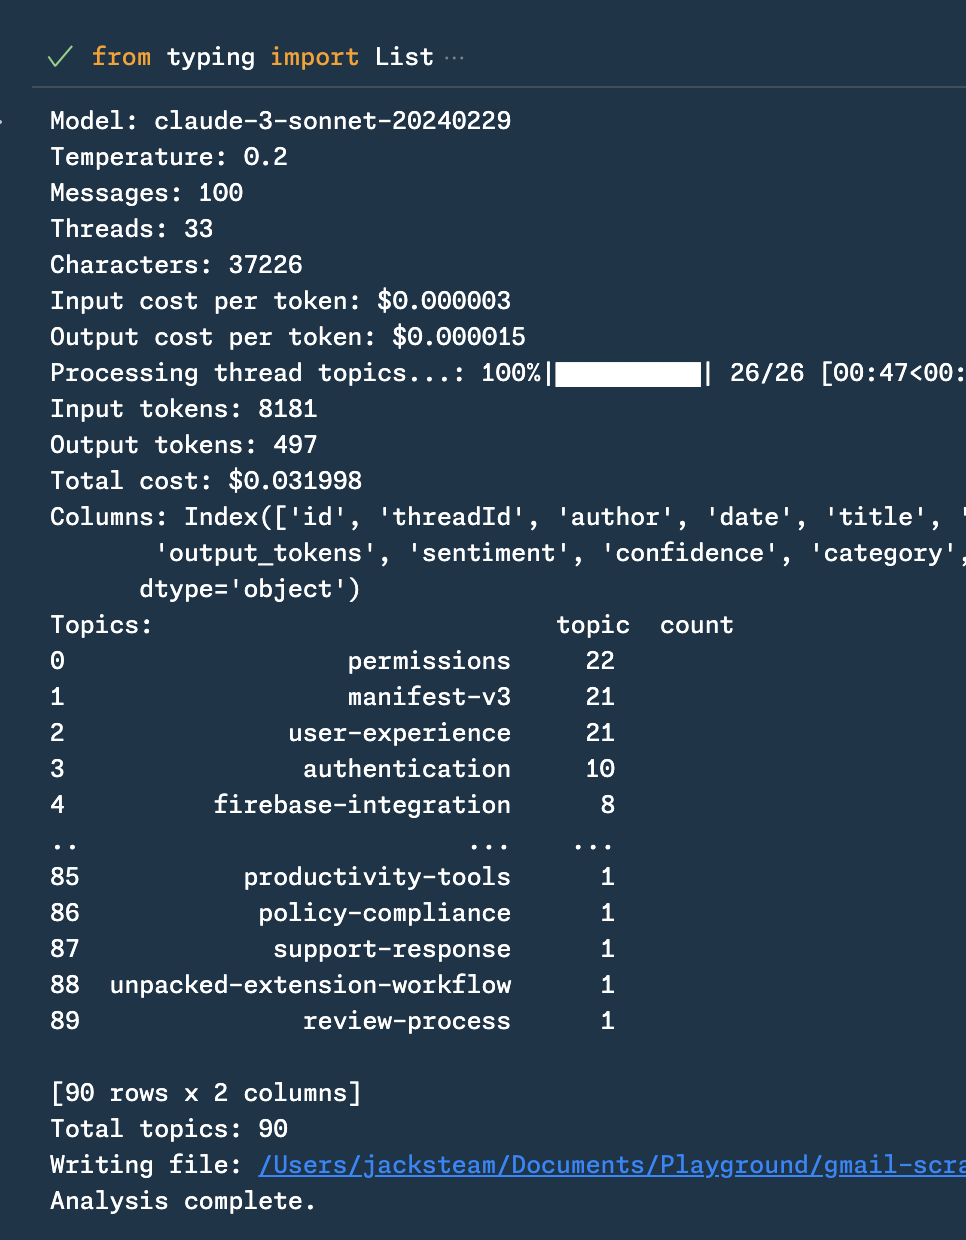 from typing import List ...
Model: claude-3-sonnet-20240229
Temperature: 0.2
Messages: 100
Threads: 33
Characters: 37226
Input cost per token: $0.000003
Output cost per token: $0.000015
Processing thread topics...: 100%|██████████| 26/26 [00:47<00:
Input tokens: 8181
Output tokens: 497
Total cost: $0.031998
Columns: Index(['id', 'threadId', 'author', 'date', 'title', '
'output_tokens', 'sentiment', 'confidence', 'category',
dtype='object')
Topics: topic count
0 permissions 22
1 manifest-v3 21
2 user-experience 21
3 authentication 10
4 firebase-integration 8
.. ... ...
85 productivity-tools 1
86 policy-compliance 1
87 support-response 1
88 unpacked-extension-workflow 1
89 review-process 1
[90 rows x 2 columns]
Total topics: 90
Writing file: /Users/jacksteam/Documents/Playground/gmail-scra
Analysis complete.